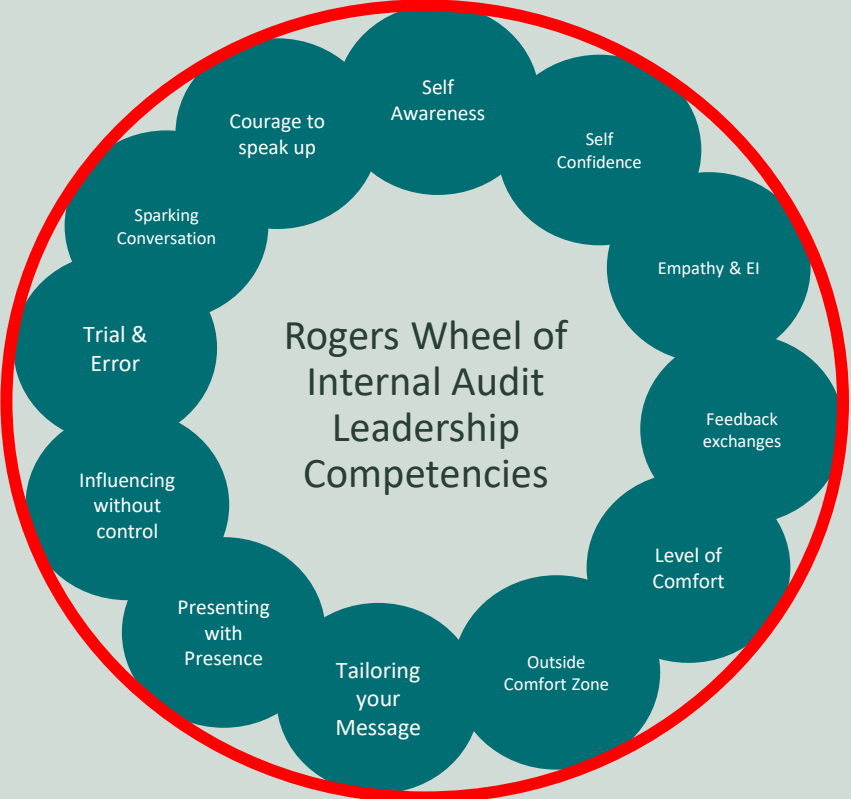 Self
Awareness
Self
Confidence
Empathy & EI
Feedback
exchanges
Level of
Comfort
Outside
Comfort Zone
Tailoring
your
Message
Presenting
with
Presence
Influencing
without
control
Trial &
Error
Sparking
Conversation
Courage to
speak up
Rogers Wheel of
Internal Audit
Leadership
Competencies